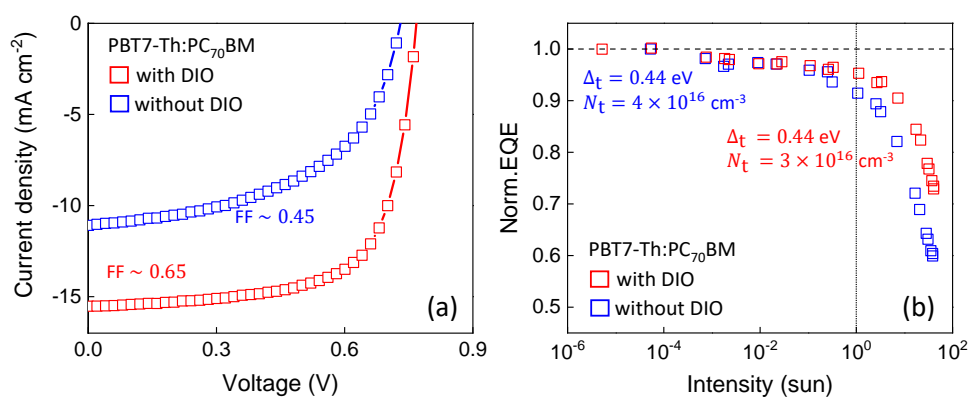 0
-5
-10
-15
Current density (mA cm⁻²)
PBT7-Th:PC₇₀BM
with DIO
without DIO
FF ~ 0.45
FF ~ 0.65
(a)
0.0 0.3 0.6 0.9
Voltage (V)
1.0
0.9
0.8
0.7
0.6
0.5
Norm.EQE
Δₜ = 0.44 eV
Nₜ = 4 × 10¹⁶ cm⁻³
Δₜ = 0.44 eV
Nₜ = 3 × 10¹⁶ cm⁻³
PBT7-Th:PC₇₀BM
with DIO
without DIO
(b)
10⁻⁶ 10⁻⁴ 10⁻² 10⁰ 10²
Intensity (sun)